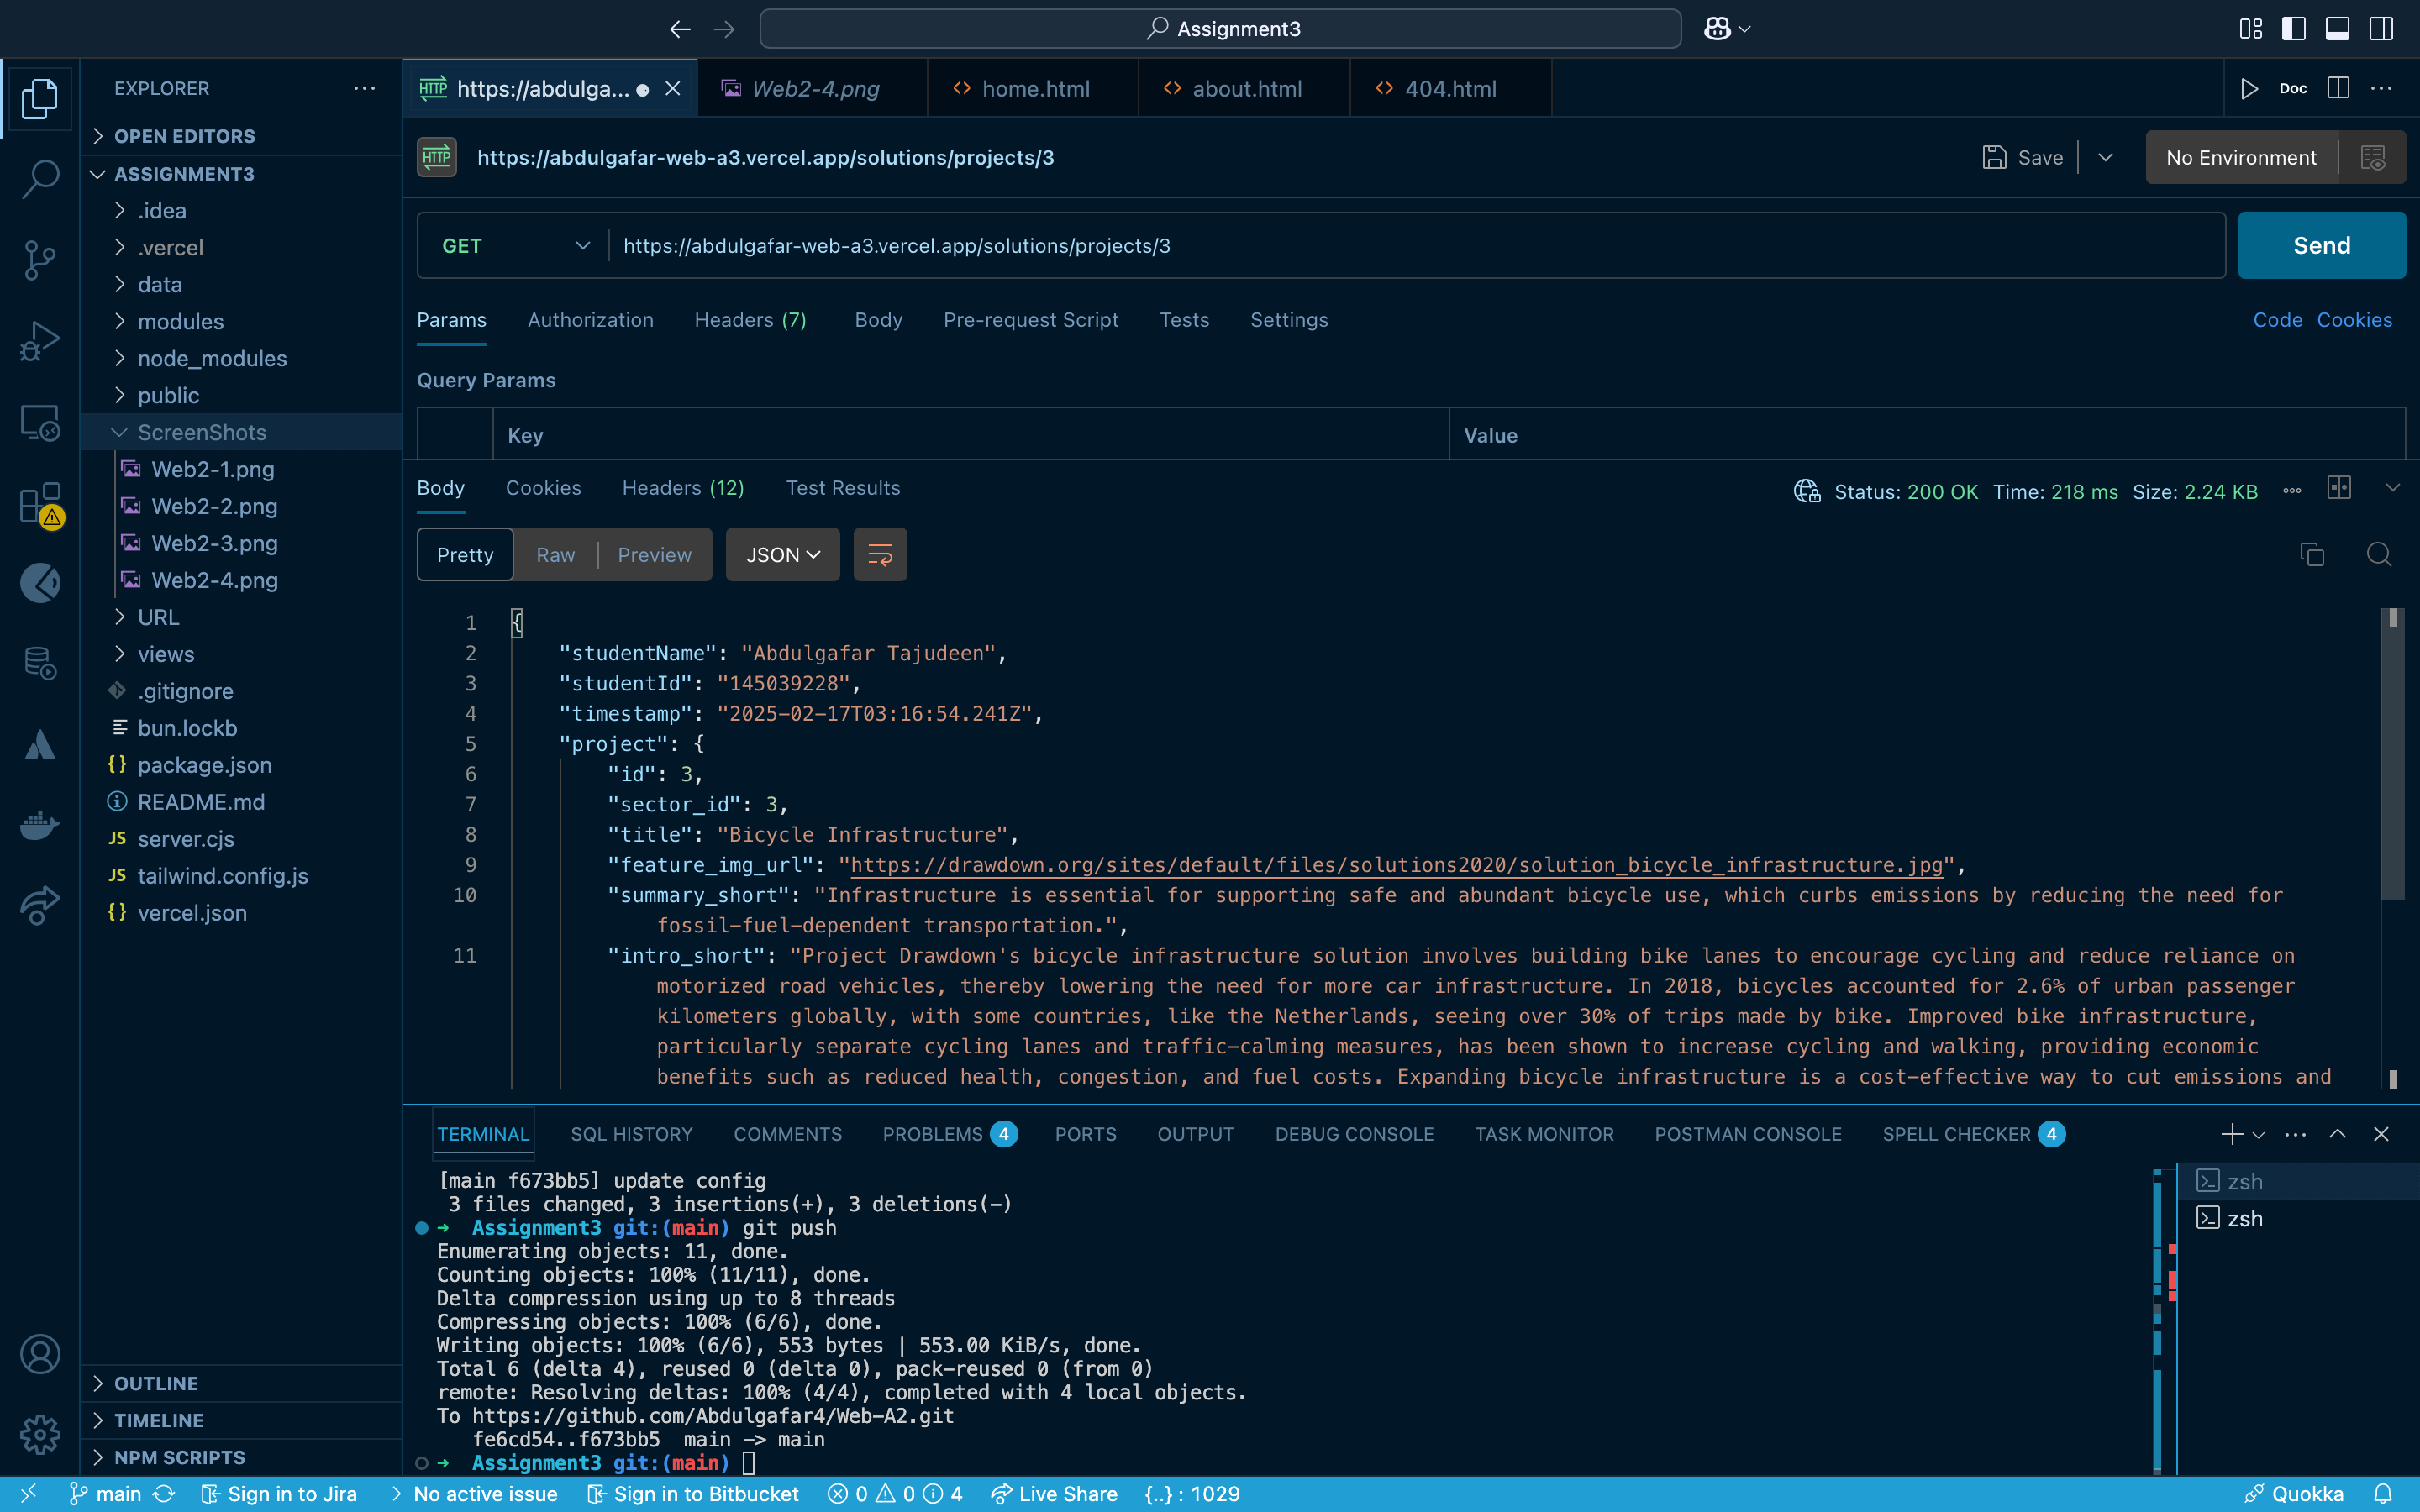 Assignment3
EXPLORER
OPEN EDITORS
ASSIGNMENT3
.idea
.vercel
data
modules
node_modules
public
ScreenShots
Web2-1.png
Web2-2.png
Web2-3.png
Web2-4.png
URL
views
.gitignore
bun.lockb
package.json
README.md
server.cjs
tailwind.config.js
vercel.json
OUTLINE
TIMELINE
NPM SCRIPTS
HTTP https://abdulga... Web2-4.png home.html about.html 404.html Doc
HTTP https://abdulgafar-web-a3.vercel.app/solutions/projects/3 Save No Environment
GET https://abdulgafar-web-a3.vercel.app/solutions/projects/3 Send
Params Authorization Headers (7) Body Pre-request Script Tests Settings Code Cookies
Query Params
Key Value
Body Cookies Headers (12) Test Results Status: 200 OK Time: 218 ms Size: 2.24 KB
Pretty Raw Preview JSON
1 {
2 "studentName": "Abdulgafar Tajudeen",
3 "studentId": "145039228",
4 "timestamp": "2025-02-17T03:16:54.241Z",
5 "project": {
6 "id": 3,
7 "sector_id": 3,
8 "title": "Bicycle Infrastructure",
9 "feature_img_url": "https://drawdown.org/sites/default/files/solutions2020/solution_bicycle_infrastructure.jpg",
10 "summary_short": "Infrastructure is essential for supporting safe and abundant bicycle use, which curbs emissions by reducing the need for
fossil-fuel-dependent transportation.",
11 "intro_short": "Project Drawdown's bicycle infrastructure solution involves building bike lanes to encourage cycling and reduce reliance on
motorized road vehicles, thereby lowering the need for more car infrastructure. In 2018, bicycles accounted for 2.6% of urban passenger
kilometers globally, with some countries, like the Netherlands, seeing over 30% of trips made by bike. Improved bike infrastructure,
particularly separate cycling lanes and traffic-calming measures, has been shown to increase cycling and walking, providing economic
benefits such as reduced health, congestion, and fuel costs. Expanding bicycle infrastructure is a cost-effective way to cut emissions and
TERMINAL SQL HISTORY COMMENTS PROBLEMS 4 PORTS OUTPUT DEBUG CONSOLE TASK MONITOR POSTMAN CONSOLE SPELL CHECKER 4
[main f673bb5] update config
3 files changed, 3 insertions(+), 3 deletions(-)
➜ Assignment3 git:(main) git push
Enumerating objects: 11, done.
Counting objects: 100% (11/11), done.
Delta compression using up to 8 threads
Compressing objects: 100% (6/6), done.
Writing objects: 100% (6/6), 553 bytes | 553.00 KiB/s, done.
Total 6 (delta 4), reused 0 (delta 0), pack-reused 0 (from 0)
remote: Resolving deltas: 100% (4/4), completed with 4 local objects.
To https://github.com/Abdulgafar4/Web-A2.git
fe6cd54..f673bb5 main -> main
➜ Assignment3 git:(main)
zsh
zsh
main Sign in to Jira No active issue Sign in to Bitbucket 0 0 4 Live Share {..} : 1029 Quokka